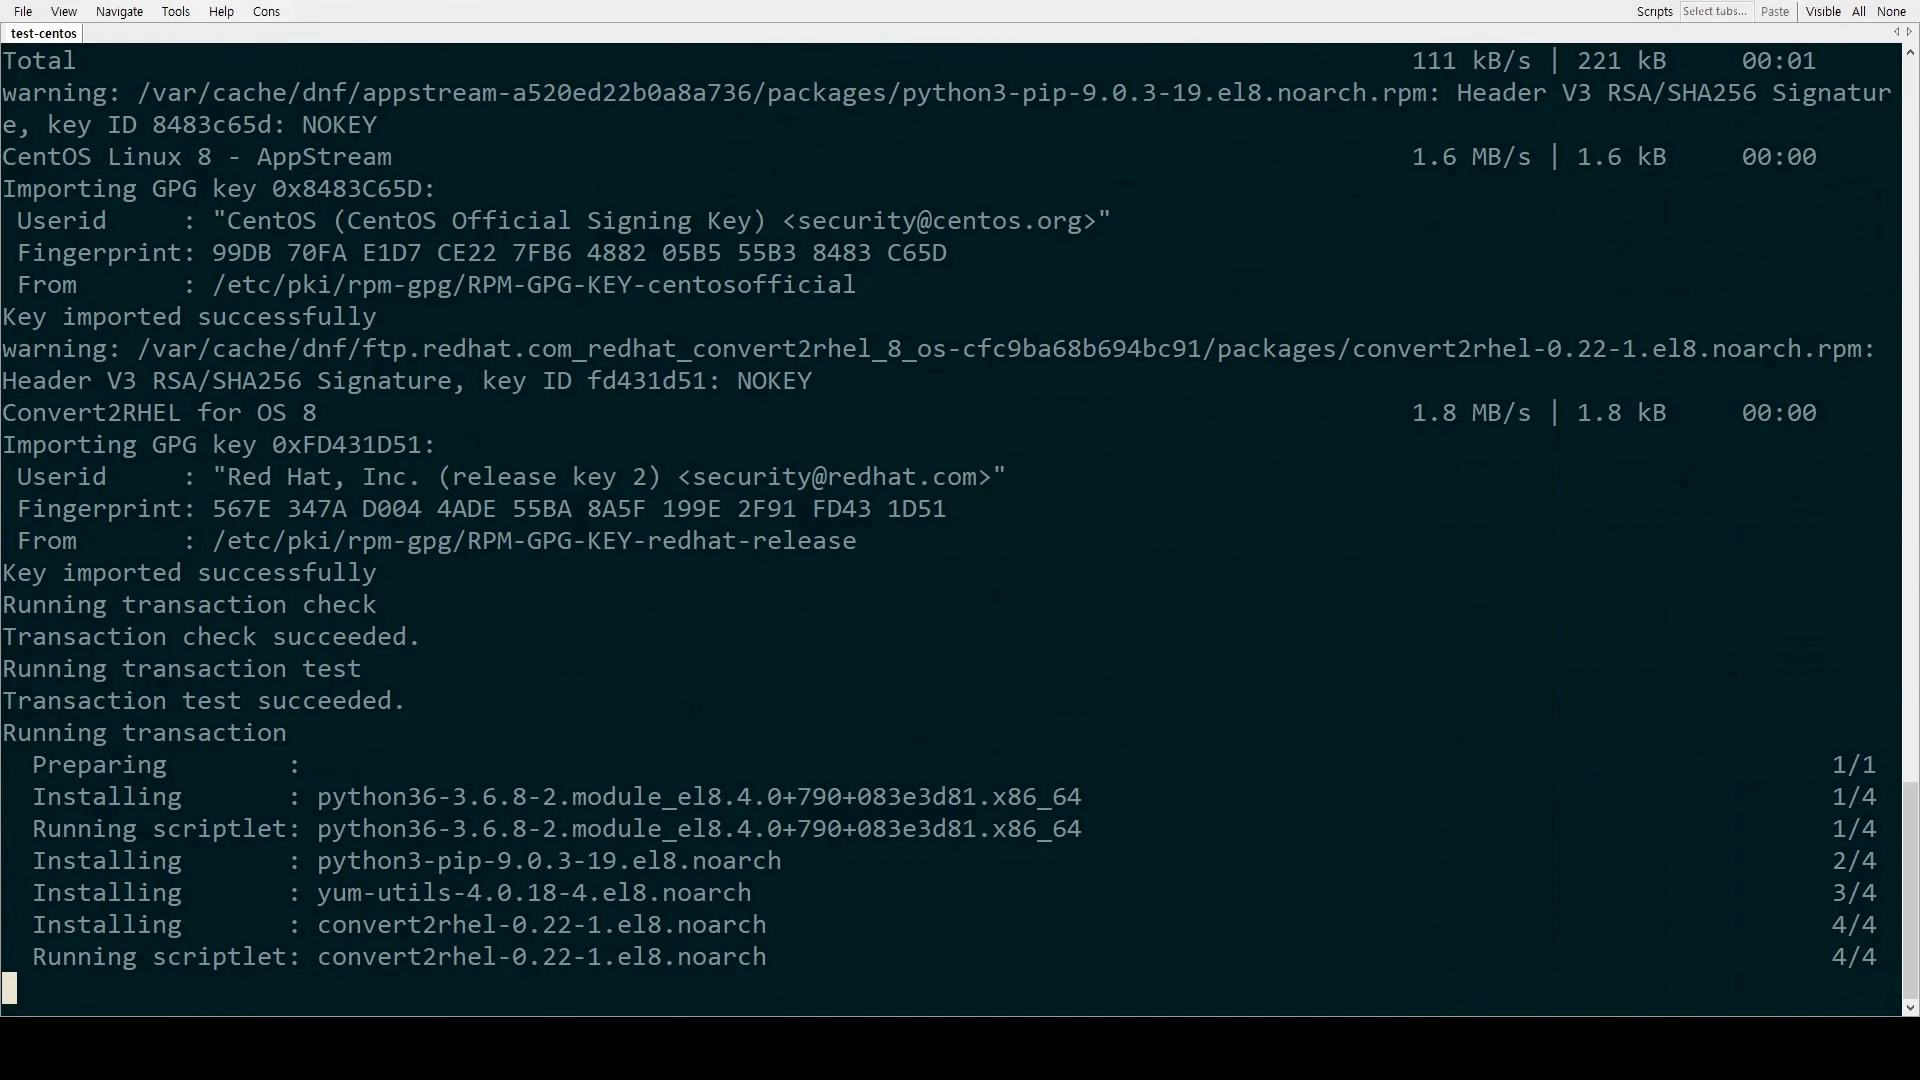 File View Navigate Tools Help Cons Scripts Select tabs... Paste Visible All None
test-centos
Total 111 kB/s | 221 kB 00:01
warning: /var/cache/dnf/appstream-a520ed22b0a8a736/packages/python3-pip-9.0.3-19.el8.noarch.rpm: Header V3 RSA/SHA256 Signatur
e, key ID 8483c65d: NOKEY
CentOS Linux 8 - AppStream 1.6 MB/s | 1.6 kB 00:00
Importing GPG key 0x8483C65D:
Userid : "CentOS (CentOS Official Signing Key) <security@centos.org>"
Fingerprint: 99DB 70FA E1D7 CE22 7FB6 4882 05B5 55B3 8483 C65D
From : /etc/pki/rpm-gpg/RPM-GPG-KEY-centosofficial
Key imported successfully
warning: /var/cache/dnf/ftp.redhat.com_redhat_convert2rhel_8_os-cfc9ba68b694bc91/packages/convert2rhel-0.22-1.el8.noarch.rpm:
Header V3 RSA/SHA256 Signature, key ID fd431d51: NOKEY
Convert2RHEL for OS 8 1.8 MB/s | 1.8 kB 00:00
Importing GPG key 0xFD431D51:
Userid : "Red Hat, Inc. (release key 2) <security@redhat.com>"
Fingerprint: 567E 347A D004 4ADE 55BA 8A5F 199E 2F91 FD43 1D51
From : /etc/pki/rpm-gpg/RPM-GPG-KEY-redhat-release
Key imported successfully
Running transaction check
Transaction check succeeded.
Running transaction test
Transaction test succeeded.
Running transaction
Preparing : 1/1
Installing : python36-3.6.8-2.module_el8.4.0+790+083e3d81.x86_64 1/4
Running scriptlet: python36-3.6.8-2.module_el8.4.0+790+083e3d81.x86_64 1/4
Installing : python3-pip-9.0.3-19.el8.noarch 2/4
Installing : yum-utils-4.0.18-4.el8.noarch 3/4
Installing : convert2rhel-0.22-1.el8.noarch 4/4
Running scriptlet: convert2rhel-0.22-1.el8.noarch 4/4